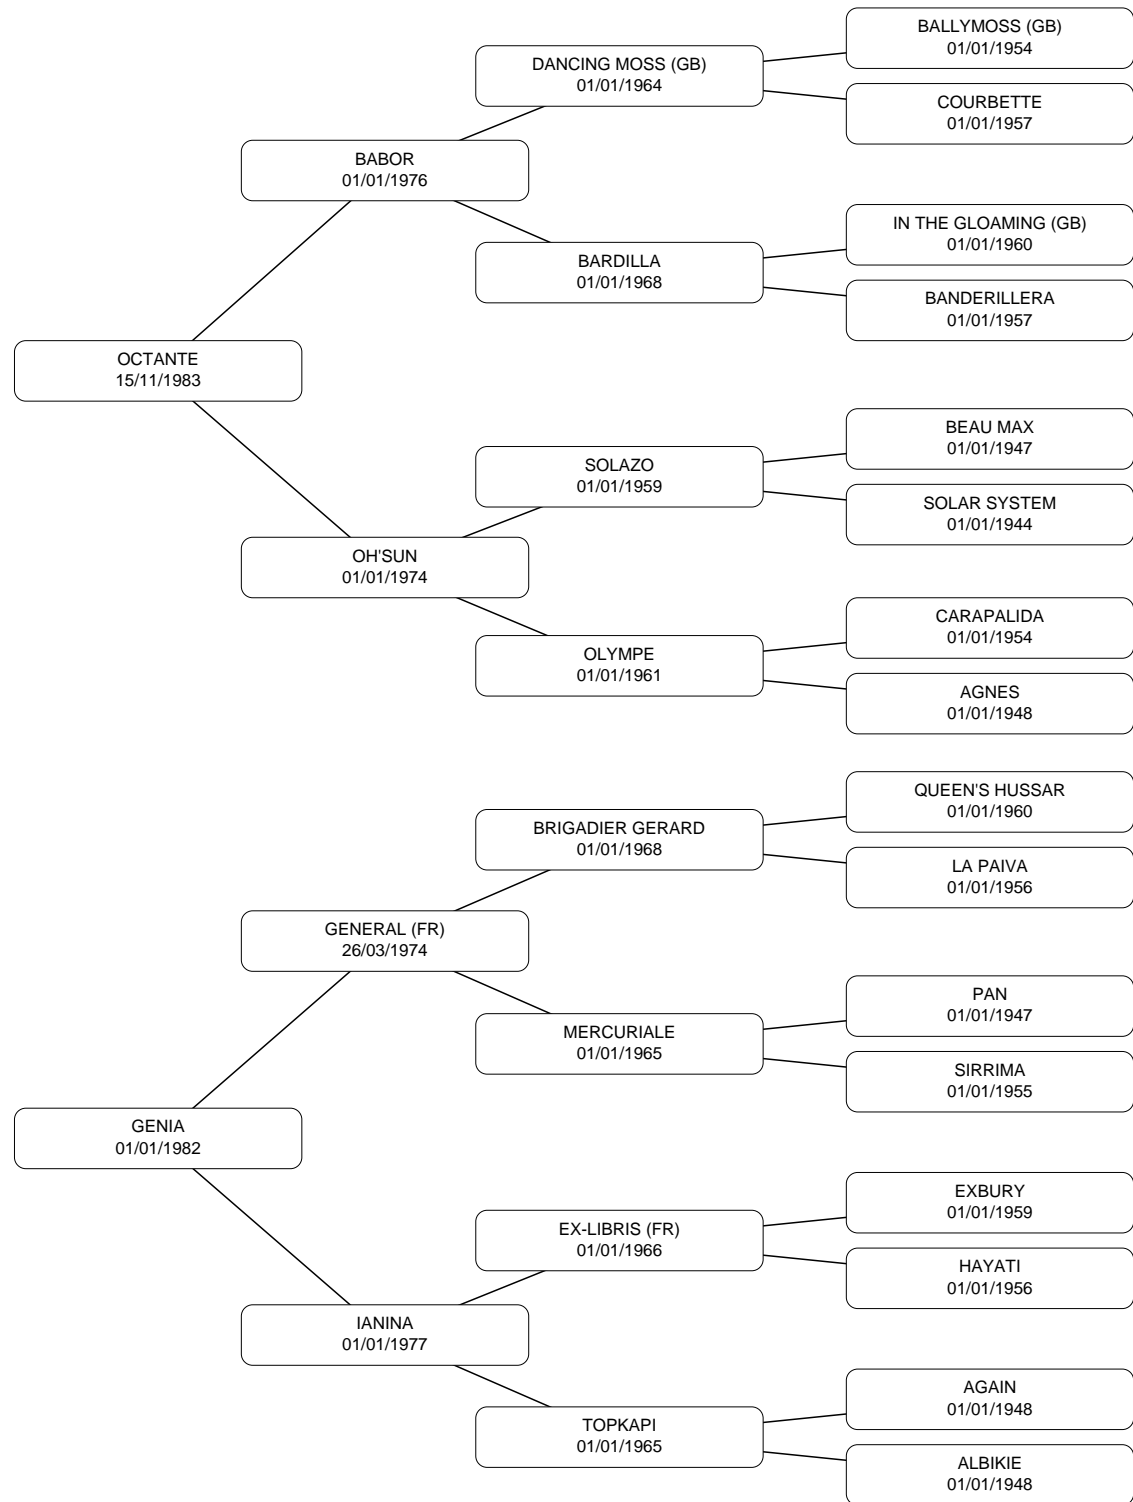 BALLYMOSS (GB)
01/01/1954
DANCING MOSS (GB)
01/01/1964
COURBETTE
01/01/1957
BABOR
01/01/1976
IN THE GLOAMING (GB)
01/01/1960
BARDILLA
01/01/1968
BANDERILLERA
01/01/1957
OCTANTE
15/11/1983
BEAU MAX
01/01/1947
SOLAZO
01/01/1959
SOLAR SYSTEM
01/01/1944
OH'SUN
01/01/1974
CARAPALIDA
01/01/1954
OLYMPE
01/01/1961
AGNES
01/01/1948
QUEEN'S HUSSAR
01/01/1960
BRIGADIER GERARD
01/01/1968
LA PAIVA
01/01/1956
GENERAL (FR)
26/03/1974
PAN
01/01/1947
MERCURIALE
01/01/1965
SIRRIMA
01/01/1955
GENIA
01/01/1982
EXBURY
01/01/1959
EX-LIBRIS (FR)
01/01/1966
HAYATI
01/01/1956
IANINA
01/01/1977
AGAIN
01/01/1948
TOPKAPI
01/01/1965
ALBIKIE
01/01/1948